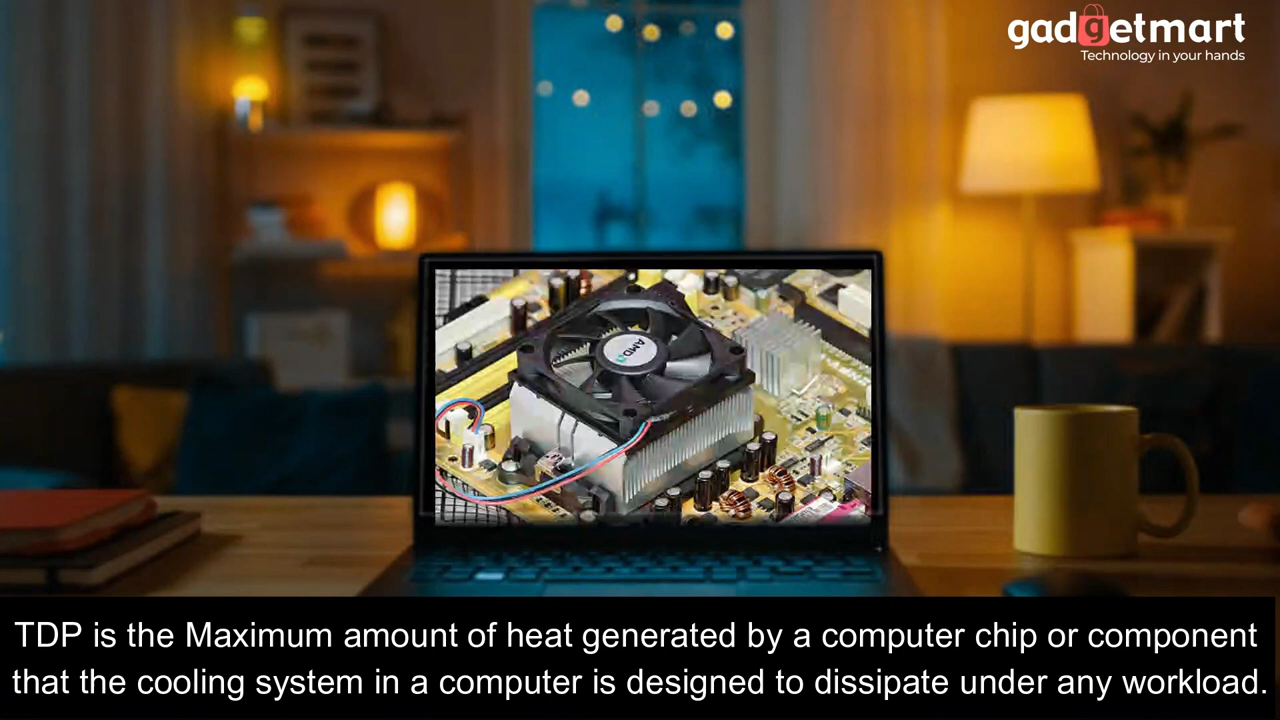 gadgetmart
Technology in your hands
AMD
TDP is the Maximum amount of heat generated by a computer chip or component
that the cooling system in a computer is designed to dissipate under any workload.